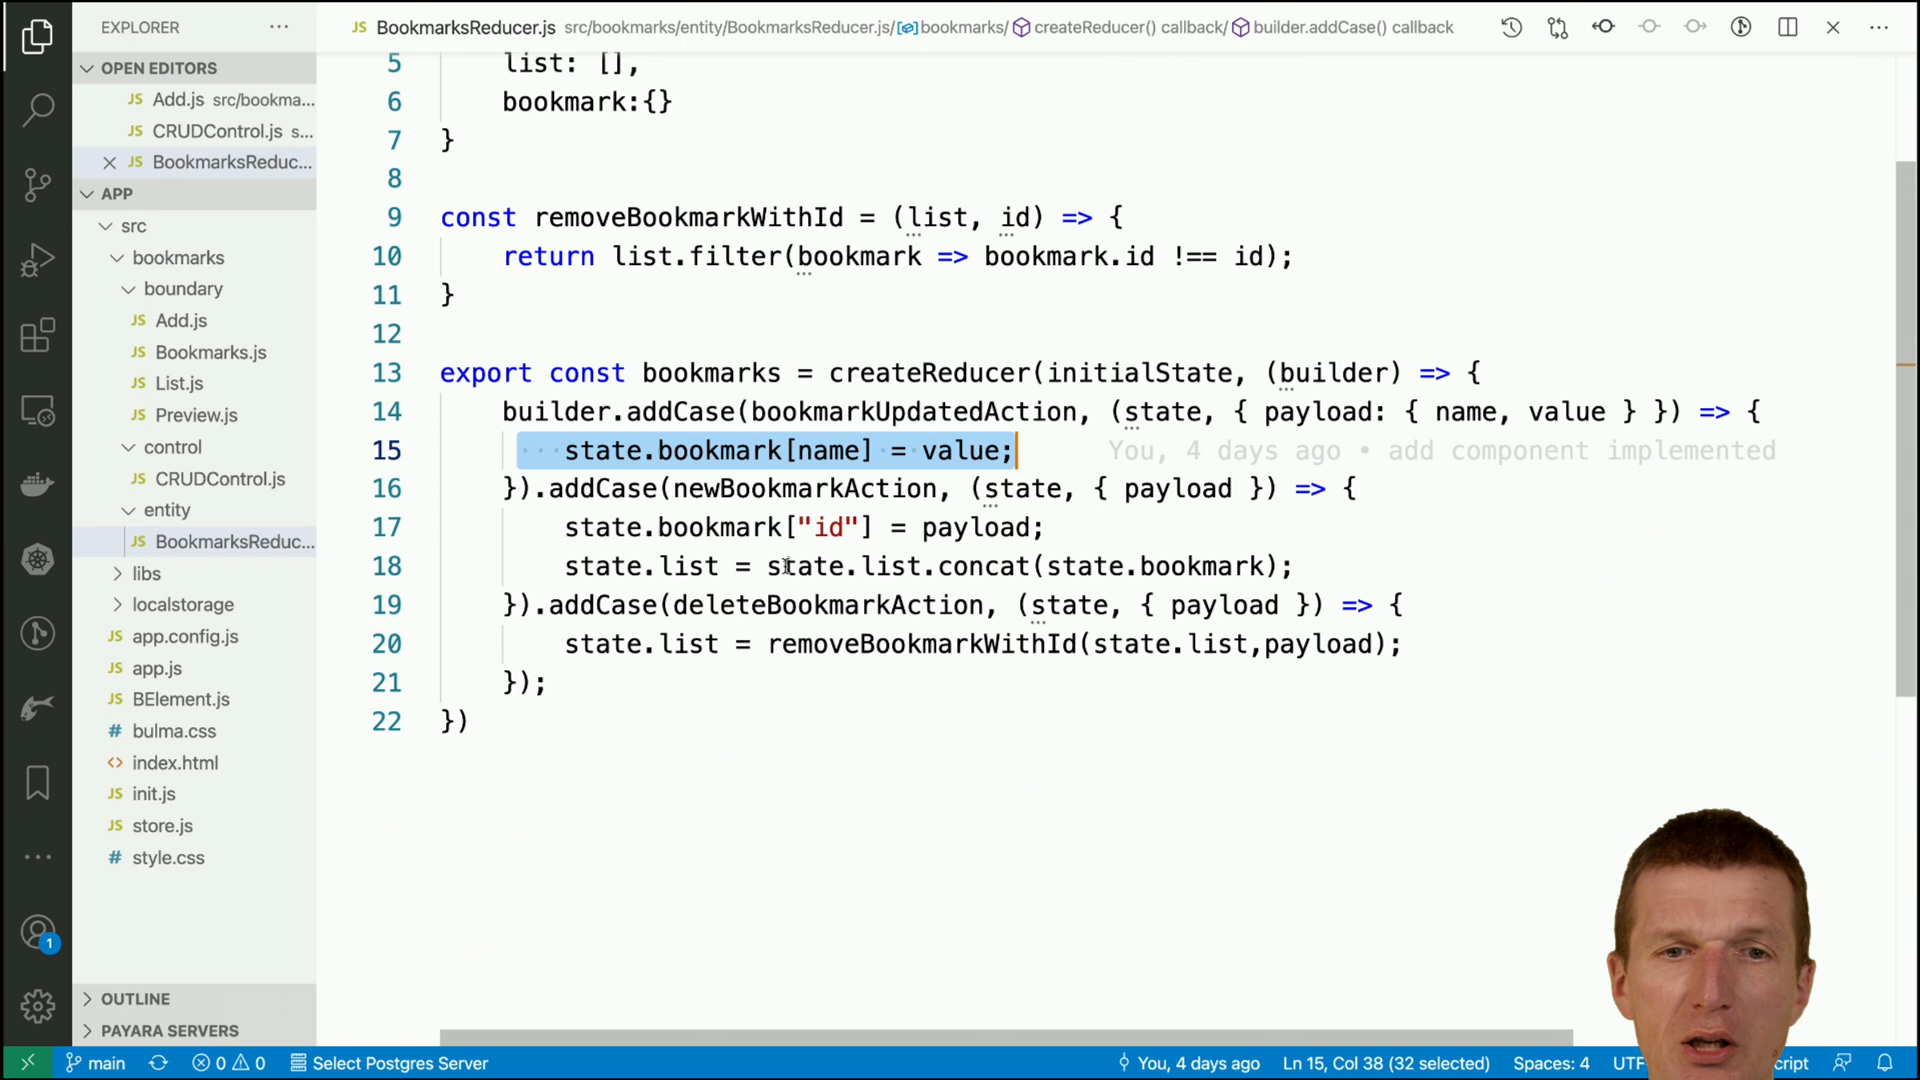 EXPLORER
BookmarksReducer.js src/bookmarks/entity/BookmarksReducer.js/ bookmarks/ createReducer() callback/ builder.addCase() callback
OPEN EDITORS
JS Add.js src/bookma...
JS CRUDControl.js s...
JS BookmarksReduc...
APP
src
bookmarks
boundary
JS Add.js
JS Bookmarks.js
JS List.js
JS Preview.js
control
JS CRUDControl.js
entity
JS BookmarksReduc...
libs
localstorage
JS app.config.js
JS app.js
JS BElement.js
# bulma.css
<> index.html
JS init.js
JS store.js
# style.css
OUTLINE
PAYARA SERVERS
5 list: [],
6 bookmark:{}
7 }
8
9 const removeBookmarkWithId = (list, id) => {
10 return list.filter(bookmark => bookmark.id !== id);
11 }
12
13 export const bookmarks = createReducer(initialState, (builder) => {
14 builder.addCase(bookmarkUpdatedAction, (state, { payload: { name, value } }) => {
15 state.bookmark[name] = value; You, 4 days ago • add component implemented
16 }).addCase(newBookmarkAction, (state, { payload }) => {
17 state.bookmark["id"] = payload;
18 state.list = state.list.concat(state.bookmark);
19 }).addCase(deleteBookmarkAction, (state, { payload }) => {
20 state.list = removeBookmarkWithId(state.list,payload);
21 });
22 })
1
main 0 0 Select Postgres Server You, 4 days ago Ln 15, Col 38 (32 selected) Spaces: 4